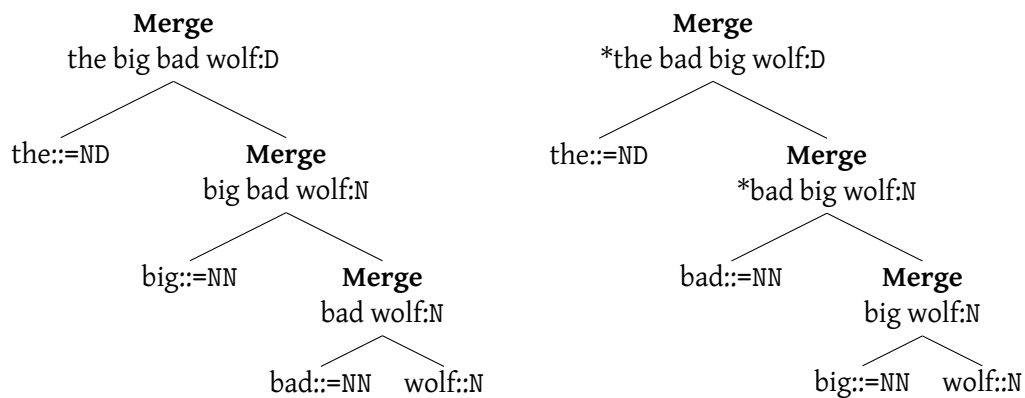 Merge
the big bad wolf:D
the::=ND
Merge
big bad wolf:N
big::=NN
Merge
bad wolf:N
bad::=NN
wolf::N
Merge
*the bad big wolf:D
the::=ND
Merge
*bad big wolf:N
bad::=NN
Merge
big wolf:N
big::=NN
wolf::N